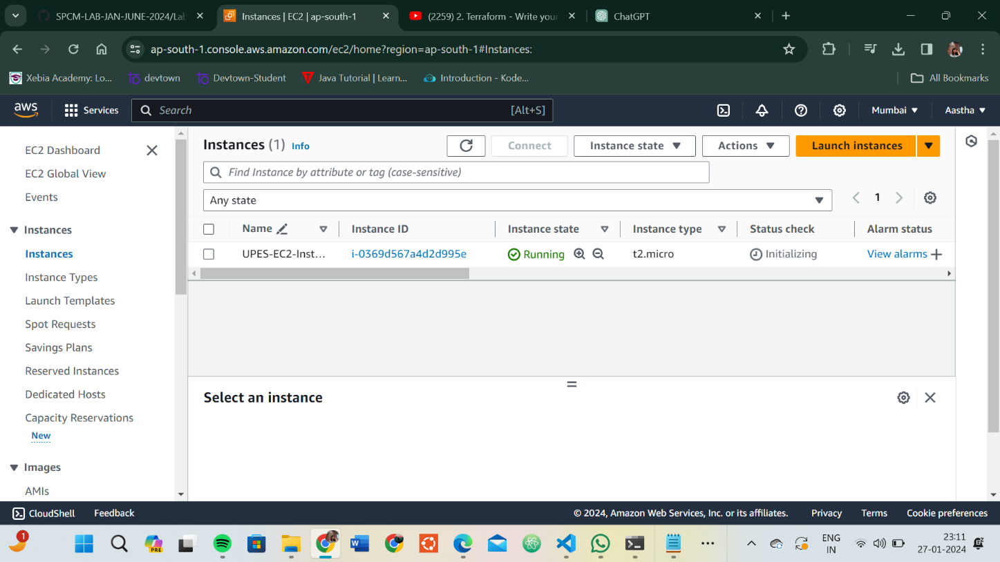 SPCM-LAB-JAN-JUNE-2024/Lab
Instances | EC2 | ap-south-1
(2259) 2. Terraform - Write your
ChatGPT
ap-south-1.console.aws.amazon.com/ec2/home?region=ap-south-1#Instances:
Xebia Academy: Lo...
devtown
Devtown-Student
Java Tutorial | Learn...
Introduction - Kode...
All Bookmarks
aws
Services
Search
[Alt+S]
Mumbai
Aastha
EC2 Dashboard
EC2 Global View
Events
Instances
Instances
Instance Types
Launch Templates
Spot Requests
Savings Plans
Reserved Instances
Dedicated Hosts
Capacity Reservations
New
Images
AMIs
Instances (1) Info
Connect
Instance state
Actions
Launch instances
Find Instance by attribute or tag (case-sensitive)
Any state
1
Name
Instance ID
Instance state
Instance type
Status check
Alarm status
UPES-EC2-Inst...
i-0369d567a4d2d995e
Running
t2.micro
Initializing
View alarms
Select an instance
CloudShell
Feedback
© 2024, Amazon Web Services, Inc. or its affiliates.
Privacy
Terms
Cookie preferences
1
PRE
W
ENG
IN
23:11
27-01-2024